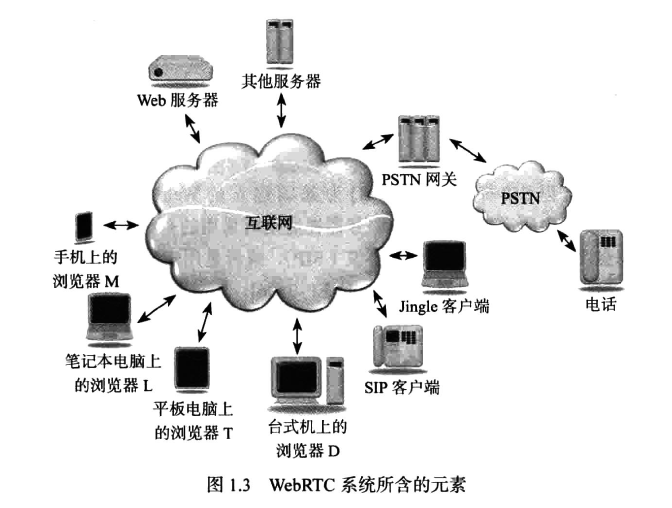 其他服务器
Web 服务器
PSTN 网关
PSTN
互联网
手机上的
浏览器 M
Jingle 客户端
电话
笔记本电脑上
的浏览器 L
SIP 客户端
平板电脑上
的浏览器 T
台式机上的
浏览器 D
图 1.3 WebRTC 系统所含的元素